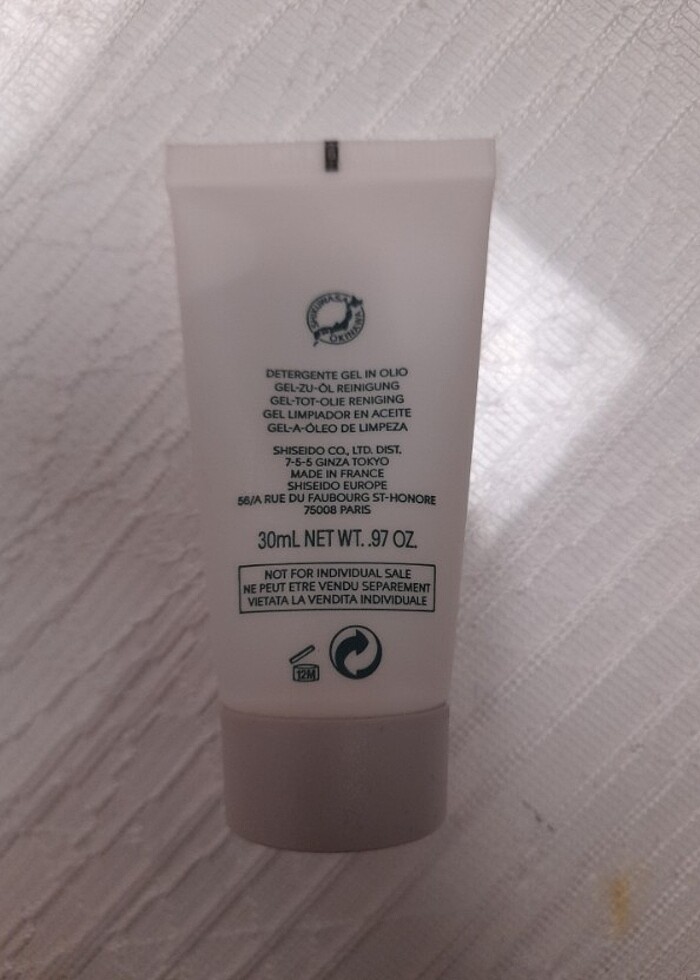 SHIKUWASA
OKINAWA
DETERGENTE GEL IN OLIO
GEL-ZU-ÖL REINIGUNG
GEL-TOT-OLIE RENIGING
GEL LIMPIADOR EN ACEITE
GEL-A-ÓLEO DE LIMPEZA
SHISEIDO CO., LTD. DIST.
7-5-5 GINZA TOKYO
MADE IN FRANCE
SHISEIDO EUROPE
56/A RUE DU FAUBOURG ST-HONORE
75008 PARIS
30mL NET WT. .97 OZ.
NOT FOR INDIVIDUAL SALE
NE PEUT ETRE VENDU SEPAREMENT
VIETATA LA VENDITA INDIVIDUALE
12M